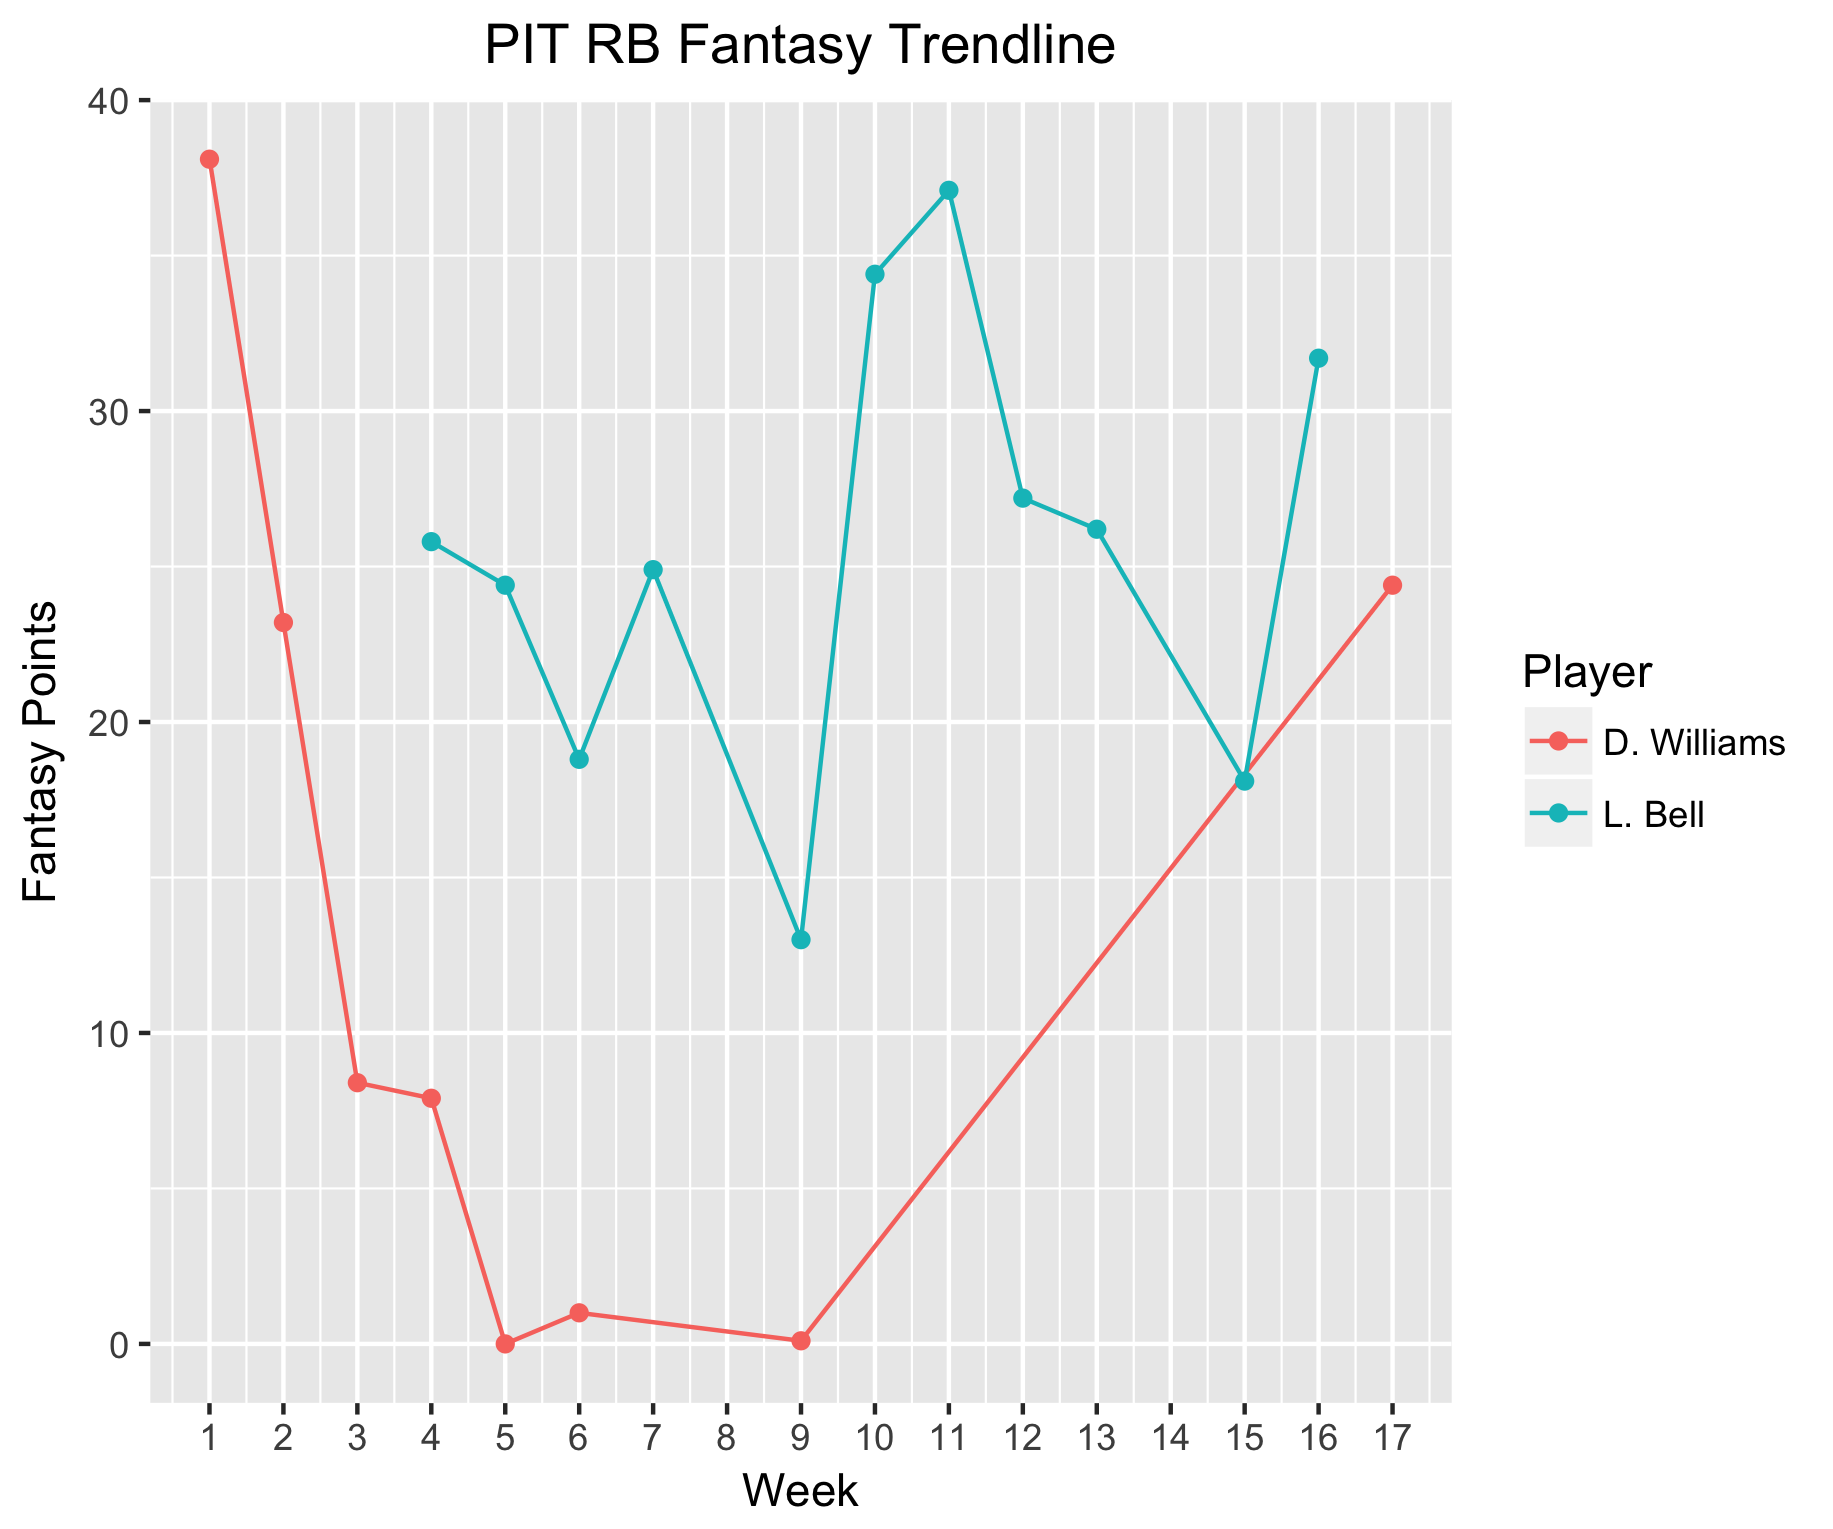 PIT RB Fantasy Trendline
40
30
20
10
0
Fantasy Points
1 2 3 4 5 6 7 8 9 10 11 12 13 14 15 16 17
Week
Player
D. Williams
L. Bell